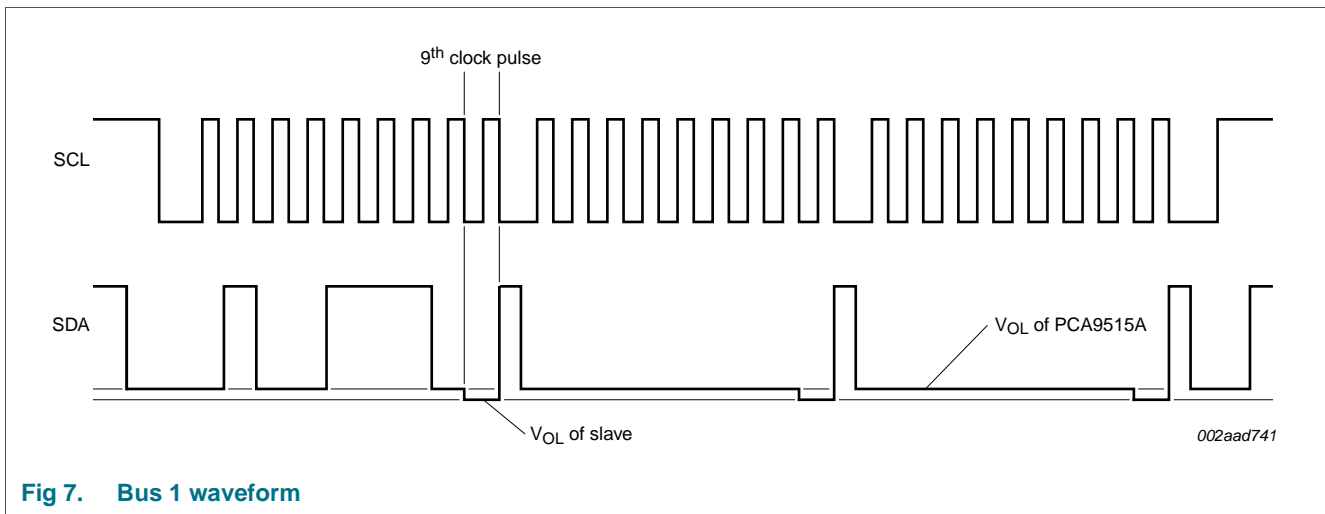 9th clock pulse
SCL
SDA
VOL of PCA9515A
VOL of slave
002aad741
Fig 7. Bus 1 waveform